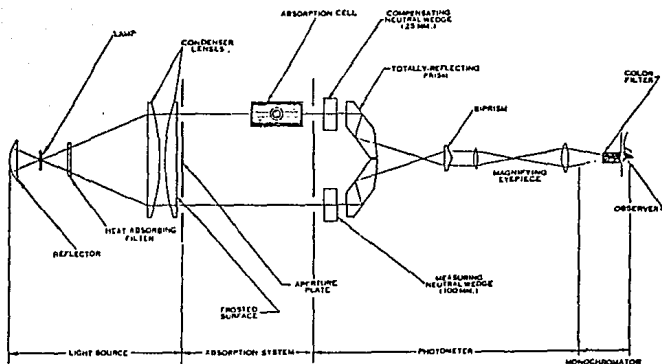 LAMP
CONDENSER
LENSES
ABSORPTION CELL
COMPENSATING
NEUTRAL WEDGE
(25 MM.)
TOTALLY-REFLECTING
PRISM
BIPRISM
COLOR
FILTER
MAGNIFYING
EYEPIECE
OBSERVER
REFLECTOR
HEAT ABSORBING
FILTER
FROSTED
SURFACE
APERTURE
PLATE
MEASURING
NEUTRAL WEDGE
(100 MM.)
LIGHT SOURCE
ABSORPTION SYSTEM
PHOTOMETER
MONOCHROMATOR